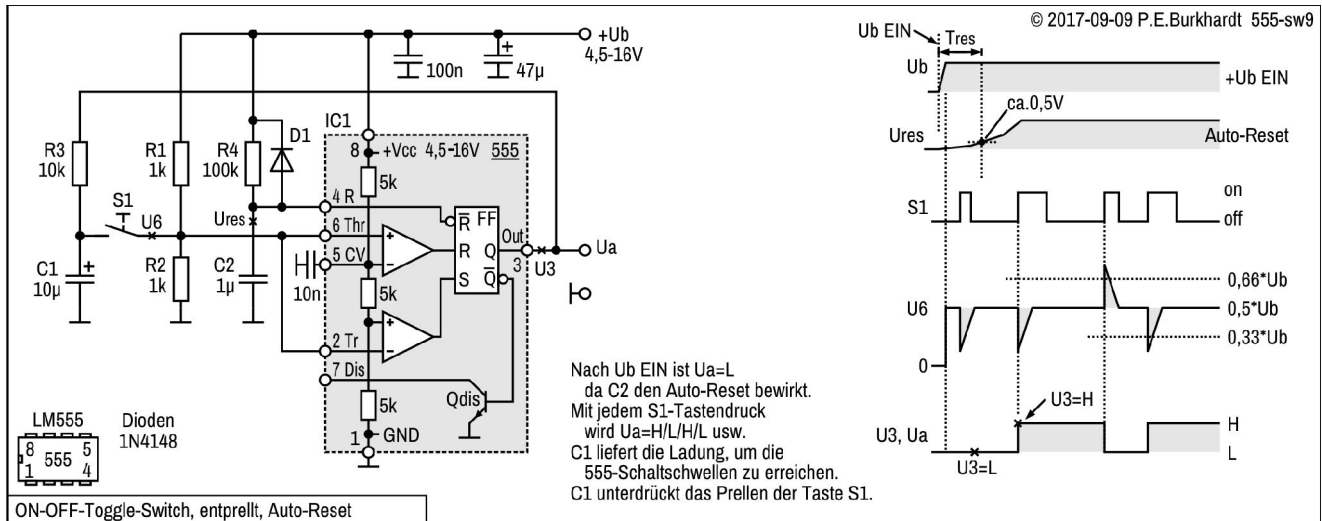 © 2017-09-09 P.E.Burkhardt 555-sw9
+Ub
4,5-16V
100n
+
47µ
IC1
8
+Vcc 4,5-16V 555
R3
10k
R1
1k
R4
100k
D1
5k
S1
U6
Ures
4 R
6 Thr
5 CV
10n
+
-
R FF
R Q
S Q
Out
3
U3
Ua
C1
10µ
+
R2
1k
C2
1µ
5k
+
-
2 Tr
7 Dis
Qdis
5k
1
GND
LM555
8 5
555
1 4
Dioden
1N4148
Nach Ub EIN ist Ua=L
da C2 den Auto-Reset bewirkt.
Mit jedem S1-Tastendruck
wird Ua=H/L/H/L usw.
C1 liefert die Ladung, um die
555-Schaltschwellen zu erreichen.
C1 unterdrückt das Prellen der Taste S1.
ON-OFF-Toggle-Switch, entprellt, Auto-Reset
Ub EIN
Tres
Ub
+Ub EIN
ca.0,5V
Ures
Auto-Reset
S1
on
off
U6
0,66*Ub
0,5*Ub
0,33*Ub
0
U3=H
U3, Ua
H
L
U3=L